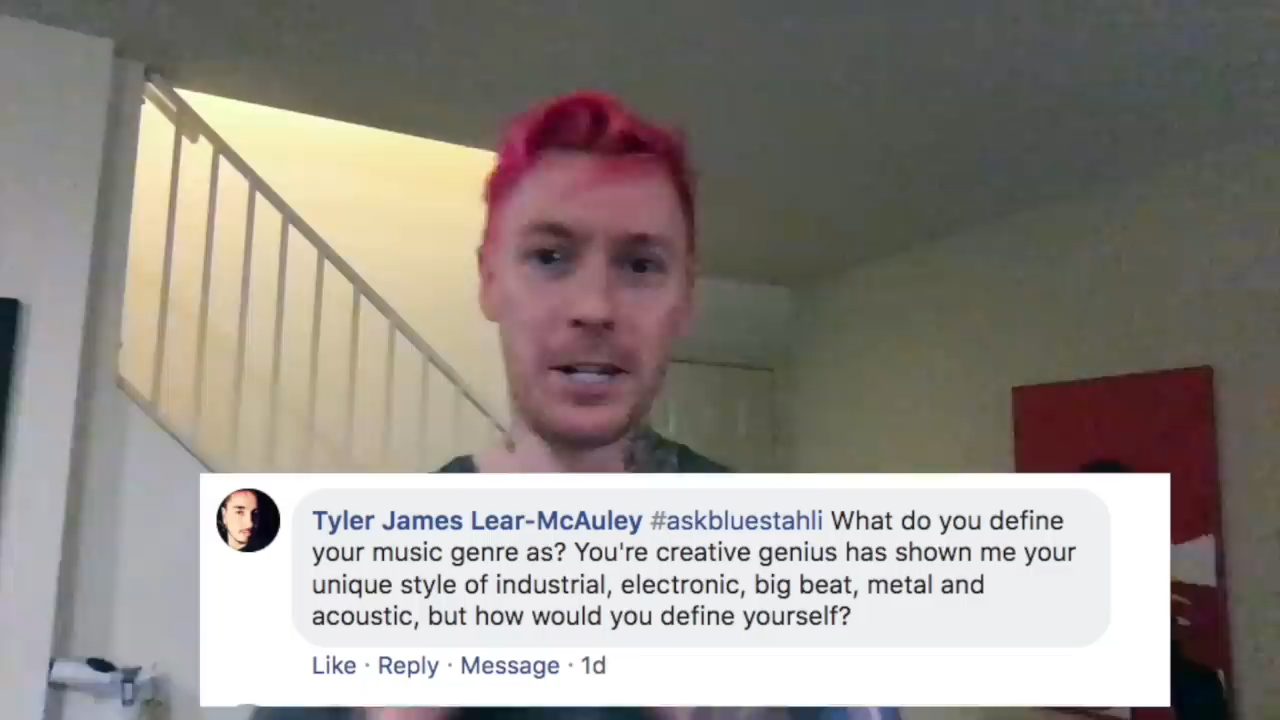 Tyler James Lear-McAuley #askbluestahli What do you define
your music genre as? You're creative genius has shown me your
unique style of industrial, electronic, big beat, metal and
acoustic, but how would you define yourself?
Like · Reply · Message · 1d